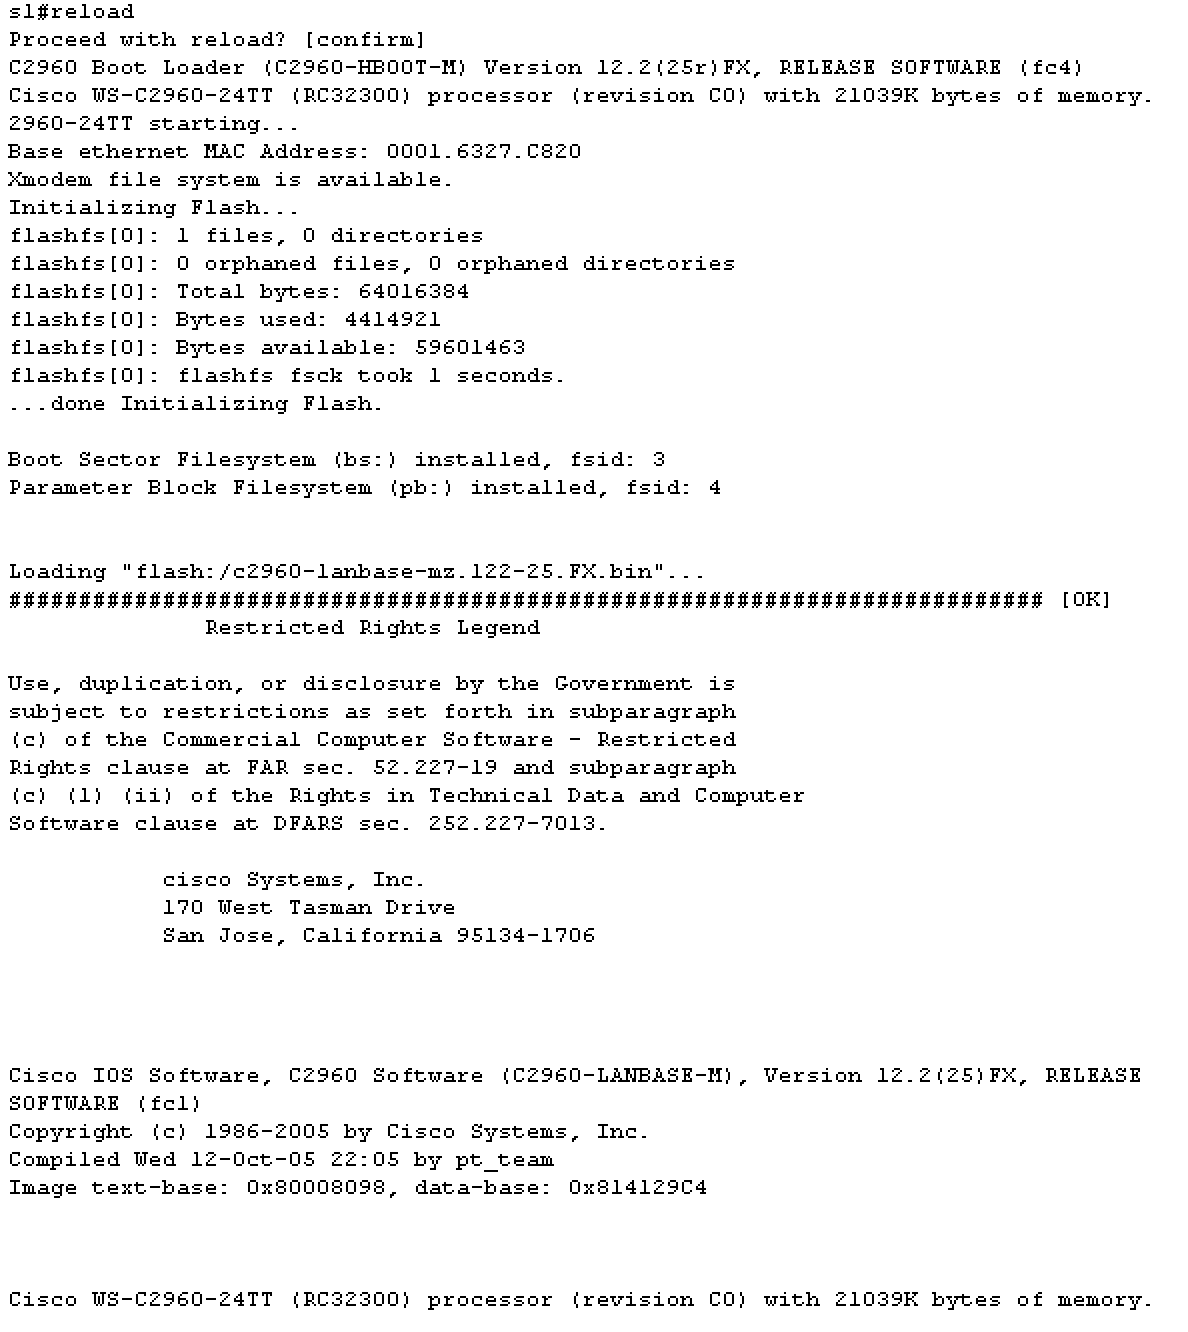 sl#reload
Proceed with reload? [confirm]
C2960 Boot Loader (C2960-HBOOT-M) Version 12.2(25r)FX, RELEASE SOFTWARE (fc4)
Cisco WS-C2960-24TT (RC32300) processor (revision C0) with 21039K bytes of memory.
2960-24TT starting...
Base ethernet MAC Address: 0001.6327.C820
Xmodem file system is available.
Initializing Flash...
flashfs[0]: 1 files, 0 directories
flashfs[0]: 0 orphaned files, 0 orphaned directories
flashfs[0]: Total bytes: 64016384
flashfs[0]: Bytes used: 4414921
flashfs[0]: Bytes available: 59601463
flashfs[0]: flashfs fsck took 1 seconds.
...done Initializing Flash.

Boot Sector Filesystem (bs:) installed, fsid: 3
Parameter Block Filesystem (pb:) installed, fsid: 4


Loading "flash:/c2960-lanbase-mz.122-25.FX.bin"...
########################################################################## [OK]
              Restricted Rights Legend

Use, duplication, or disclosure by the Government is
subject to restrictions as set forth in subparagraph
(c) of the Commercial Computer Software - Restricted
Rights clause at FAR sec. 52.227-19 and subparagraph
(c) (1) (ii) of the Rights in Technical Data and Computer
Software clause at DFARS sec. 252.227-7013.

           cisco Systems, Inc.
           170 West Tasman Drive
           San Jose, California 95134-1706




Cisco IOS Software, C2960 Software (C2960-LANBASE-M), Version 12.2(25)FX, RELEASE
SOFTWARE (fc1)
Copyright (c) 1986-2005 by Cisco Systems, Inc.
Compiled Wed 12-Oct-05 22:05 by pt_team
Image text-base: 0x80008098, data-base: 0x814129C4



Cisco WS-C2960-24TT (RC32300) processor (revision C0) with 21039K bytes of memory.